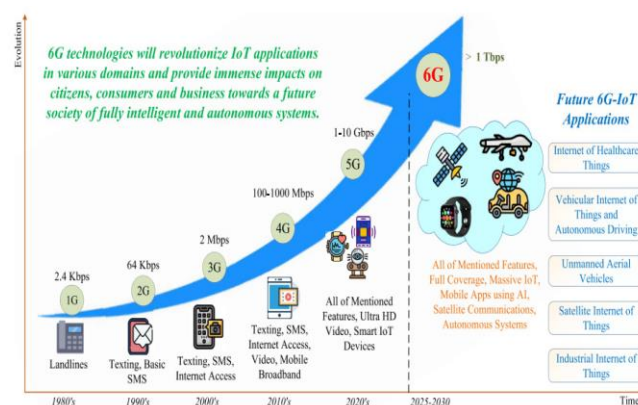 Evolution
6G technologies will revolutionize IoT applications
in various domains and provide immense impacts on
citizens, consumers and business towards a future
society of fully intelligent and autonomous systems.
6G
> 1 Tbps
1-10 Gbps
5G
100-1000 Mbps
4G
2 Mbps
3G
64 Kbps
2G
2.4 Kbps
1G
Landlines
Texting, Basic
SMS
Texting, SMS,
Internet Access
Texting, SMS,
Internet Access,
Video, Mobile
Broadband
All of Mentioned
Features, Ultra HD
Video, Smart IoT
Devices
All of Mentioned Features,
Full Coverage, Massive IoT,
Mobile Apps using AI,
Satellite Communications,
Autonomous Systems
Future 6G-IoT
Applications
Internet of Healthcare
Things
Vehicular Internet of
Things and
Autonomous Driving
Unmanned Aerial
Vehicles
Satellite Internet of
Things
Industrial Internet of
Things
1980's
1990's
2000's
2010's
2020's
2025-2030
Time